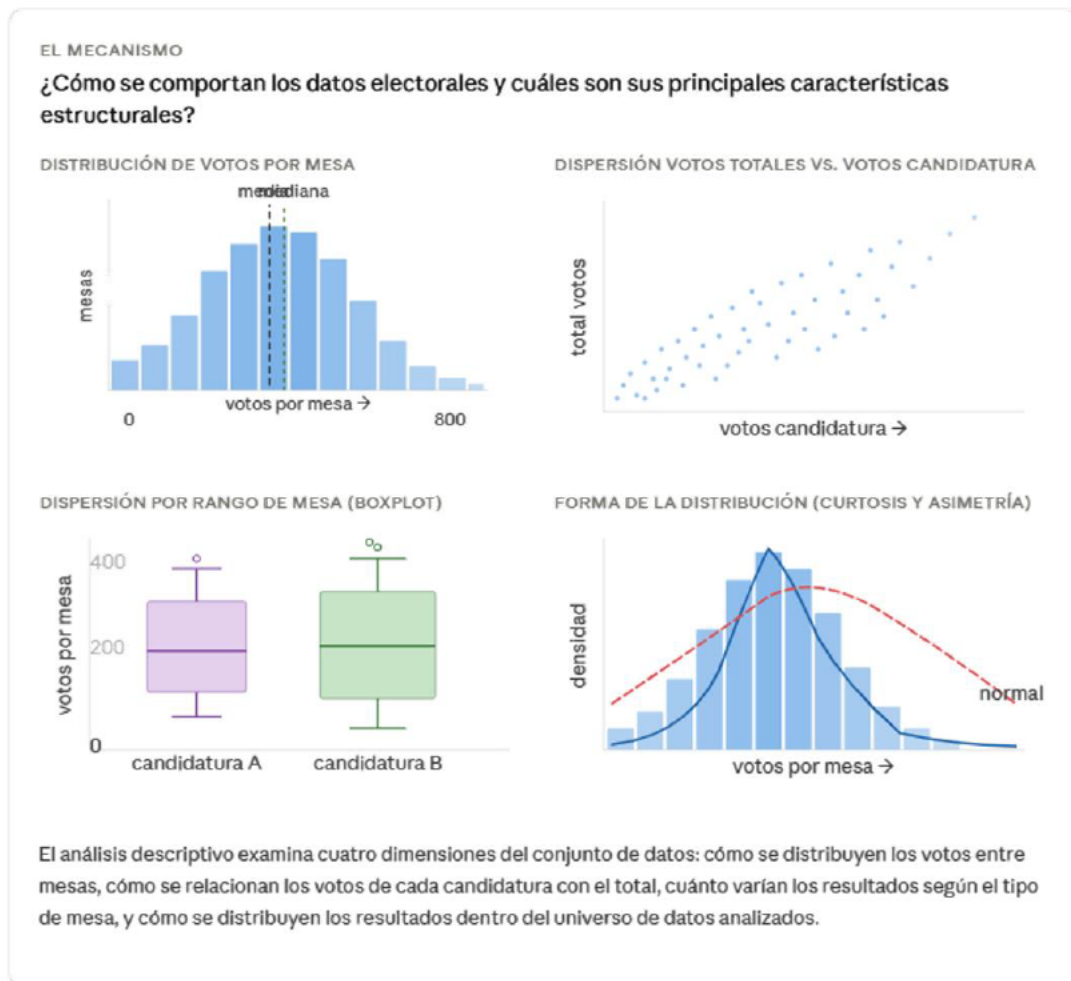 EL MECANISMO
¿Cómo se comportan los datos electorales y cuáles son sus principales características
estructurales?
DISTRIBUCIÓN DE VOTOS POR MESA
media
mediana
mesas
votos por mesa →
0
800
DISPERSIÓN VOTOS TOTALES VS. VOTOS CANDIDATURA
total votos
votos candidatura →
DISPERSIÓN POR RANGO DE MESA (BOXPLOT)
votos por mesa
400
200
0
candidatura A
candidatura B
FORMA DE LA DISTRIBUCIÓN (CURTOSIS Y ASIMETRÍA)
densidad
normal
votos por mesa →
El análisis descriptivo examina cuatro dimensiones del conjunto de datos: cómo se distribuyen los votos entre
mesas, cómo se relacionan los votos de cada candidatura con el total, cuánto varían los resultados según el tipo
de mesa, y cómo se distribuyen los resultados dentro del universo de datos analizados.